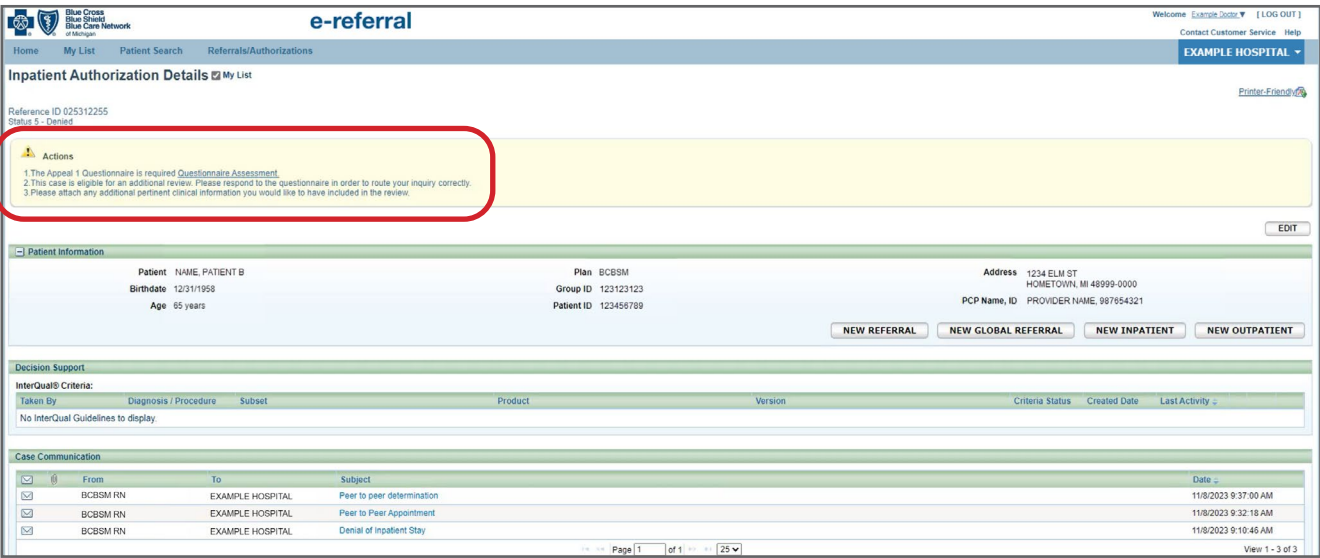 Blue Cross
Blue Shield
Blue Care Network
of Michigan
e-referral
Welcome Example Doctor [ LOG OUT ]
Contact Customer Service Help
Home My List Patient Search Referrals/Authorizations
EXAMPLE HOSPITAL
Inpatient Authorization Details My List
Printer-Friendly
Reference ID 025312255
Status 5 - Denied
Actions
1.The Appeal 1 Questionnaire is required Questionnaire Assessment.
2.This case is eligible for an additional review. Please respond to the questionnaire in order to route your inquiry correctly.
3.Please attach any additional pertinent clinical information you would like to have included in the review.
EDIT
Patient Information
Patient NAME, PATIENT B Plan BCBSM Address 1234 ELM ST
HOMETOWN, MI 48999-0000
Birthdate 12/31/1958 Group ID 123123123
Age 65 years Patient ID 123456789 PCP Name, ID PROVIDER NAME, 987654321
NEW REFERRAL NEW GLOBAL REFERRAL NEW INPATIENT NEW OUTPATIENT
Decision Support
InterQual® Criteria:
Taken By Diagnosis / Procedure Subset Product Version Criteria Status Created Date Last Activity
No InterQual Guidelines to display.
Case Communication
From To Subject Date
BCBSM RN EXAMPLE HOSPITAL Peer to peer determination 11/8/2023 9:37:00 AM
BCBSM RN EXAMPLE HOSPITAL Peer to Peer Appointment 11/8/2023 9:32:18 AM
BCBSM RN EXAMPLE HOSPITAL Denial of Inpatient Stay 11/8/2023 9:10:46 AM
Page 1 of 1 25 View 1 - 3 of 3